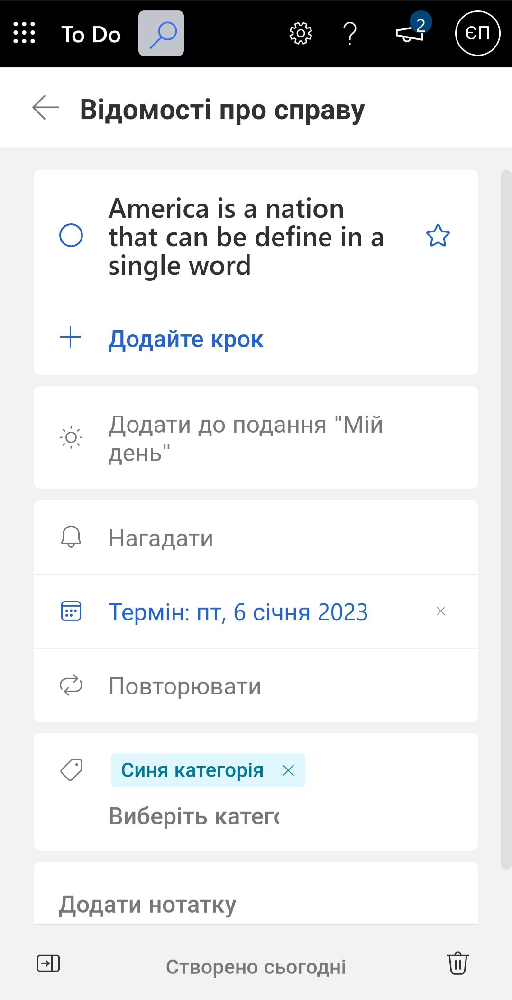 To Do
2
ЄП
Відомості про справу
America is a nation
that can be define in a
single word
Додайте крок
Додати до подання "Мій
день"
Нагадати
Термін: пт, 6 січня 2023
Повторювати
Синя категорія
Виберіть
Додати нотатку
Створено сьогодні